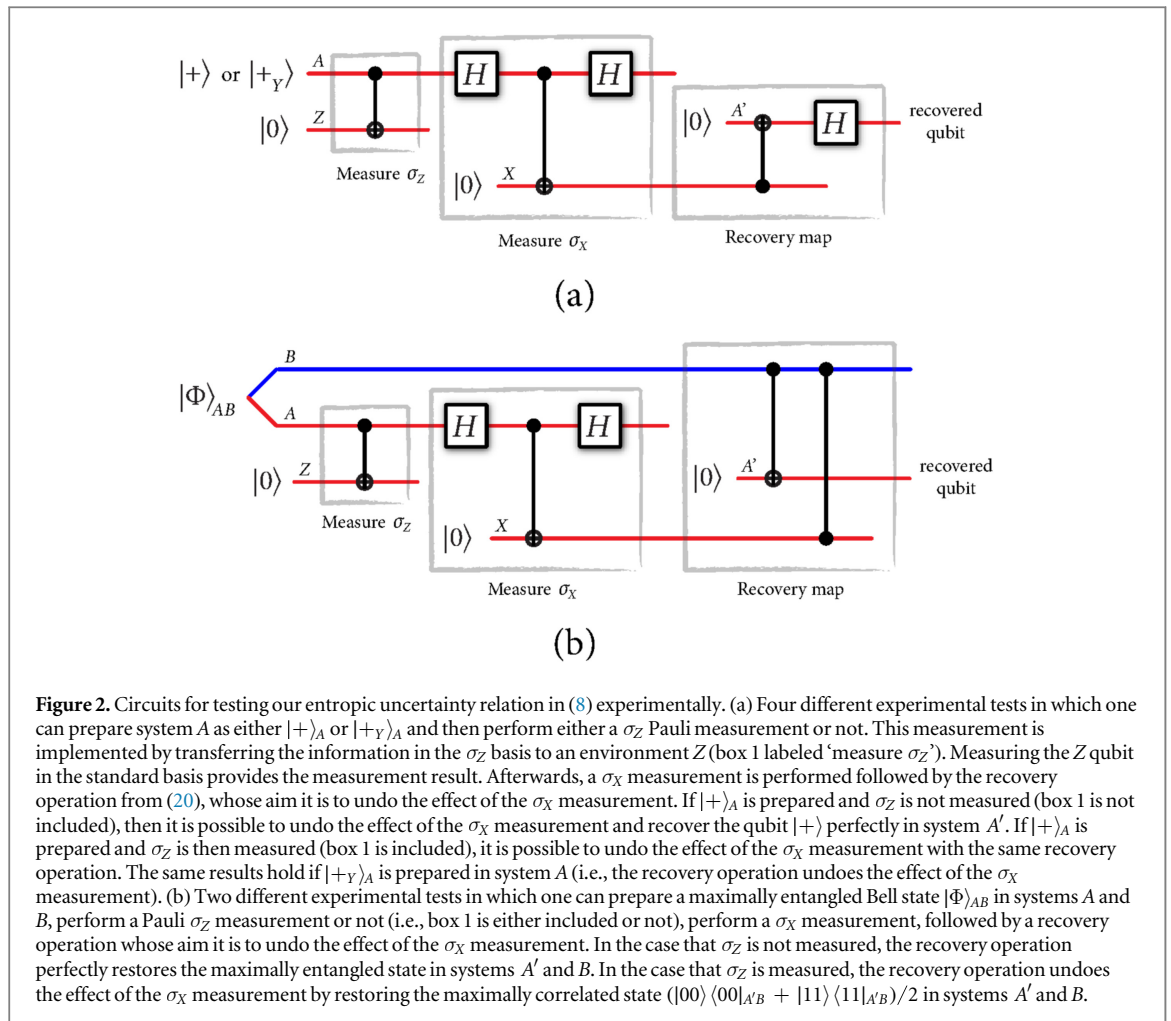 |+⟩ or |+_Y⟩ A H H
|0⟩ A' H recovered
qubit
|0⟩ Z
Measure σ_Z |0⟩ X
Measure σ_X Recovery map
(a)
B
|Φ⟩_AB
A H H
|0⟩ Z |0⟩ A' recovered
qubit
Measure σ_Z
|0⟩ X
Measure σ_X Recovery map
(b)
Figure 2. Circuits for testing our entropic uncertainty relation in (8) experimentally. (a) Four different experimental tests in which one
can prepare system A as either |+⟩_A or |+_Y⟩_A and then perform either a σ_Z Pauli measurement or not. This measurement is
implemented by transferring the information in the σ_Z basis to an environment Z (box 1 labeled ‘measure σ_Z’). Measuring the Z qubit
in the standard basis provides the measurement result. Afterwards, a σ_X measurement is performed followed by the recovery
operation from (20), whose aim it is to undo the effect of the σ_X measurement. If |+⟩_A is prepared and σ_Z is not measured (box 1 is not
included), then it is possible to undo the effect of the σ_X measurement and recover the qubit |+⟩ perfectly in system A′. If |+⟩_A is
prepared and σ_Z is then measured (box 1 is included), it is possible to undo the effect of the σ_X measurement with the same recovery
operation. The same results hold if |+_Y⟩_A is prepared in system A (i.e., the recovery operation undoes the effect of the σ_X
measurement). (b) Two different experimental tests in which one can prepare a maximally entangled Bell state |Φ⟩_AB in systems A and
B, perform a Pauli σ_Z measurement or not (i.e., box 1 is either included or not), perform a σ_X measurement, followed by a recovery
operation whose aim it is to undo the effect of the σ_X measurement. In the case that σ_Z is not measured, the recovery operation
perfectly restores the maximally entangled state in systems A′ and B. In the case that σ_Z is measured, the recovery operation undoes
the effect of the σ_X measurement by restoring the maximally correlated state (|00⟩⟨00|_A′B + |11⟩⟨11|_A′B)/2 in systems A′ and B.